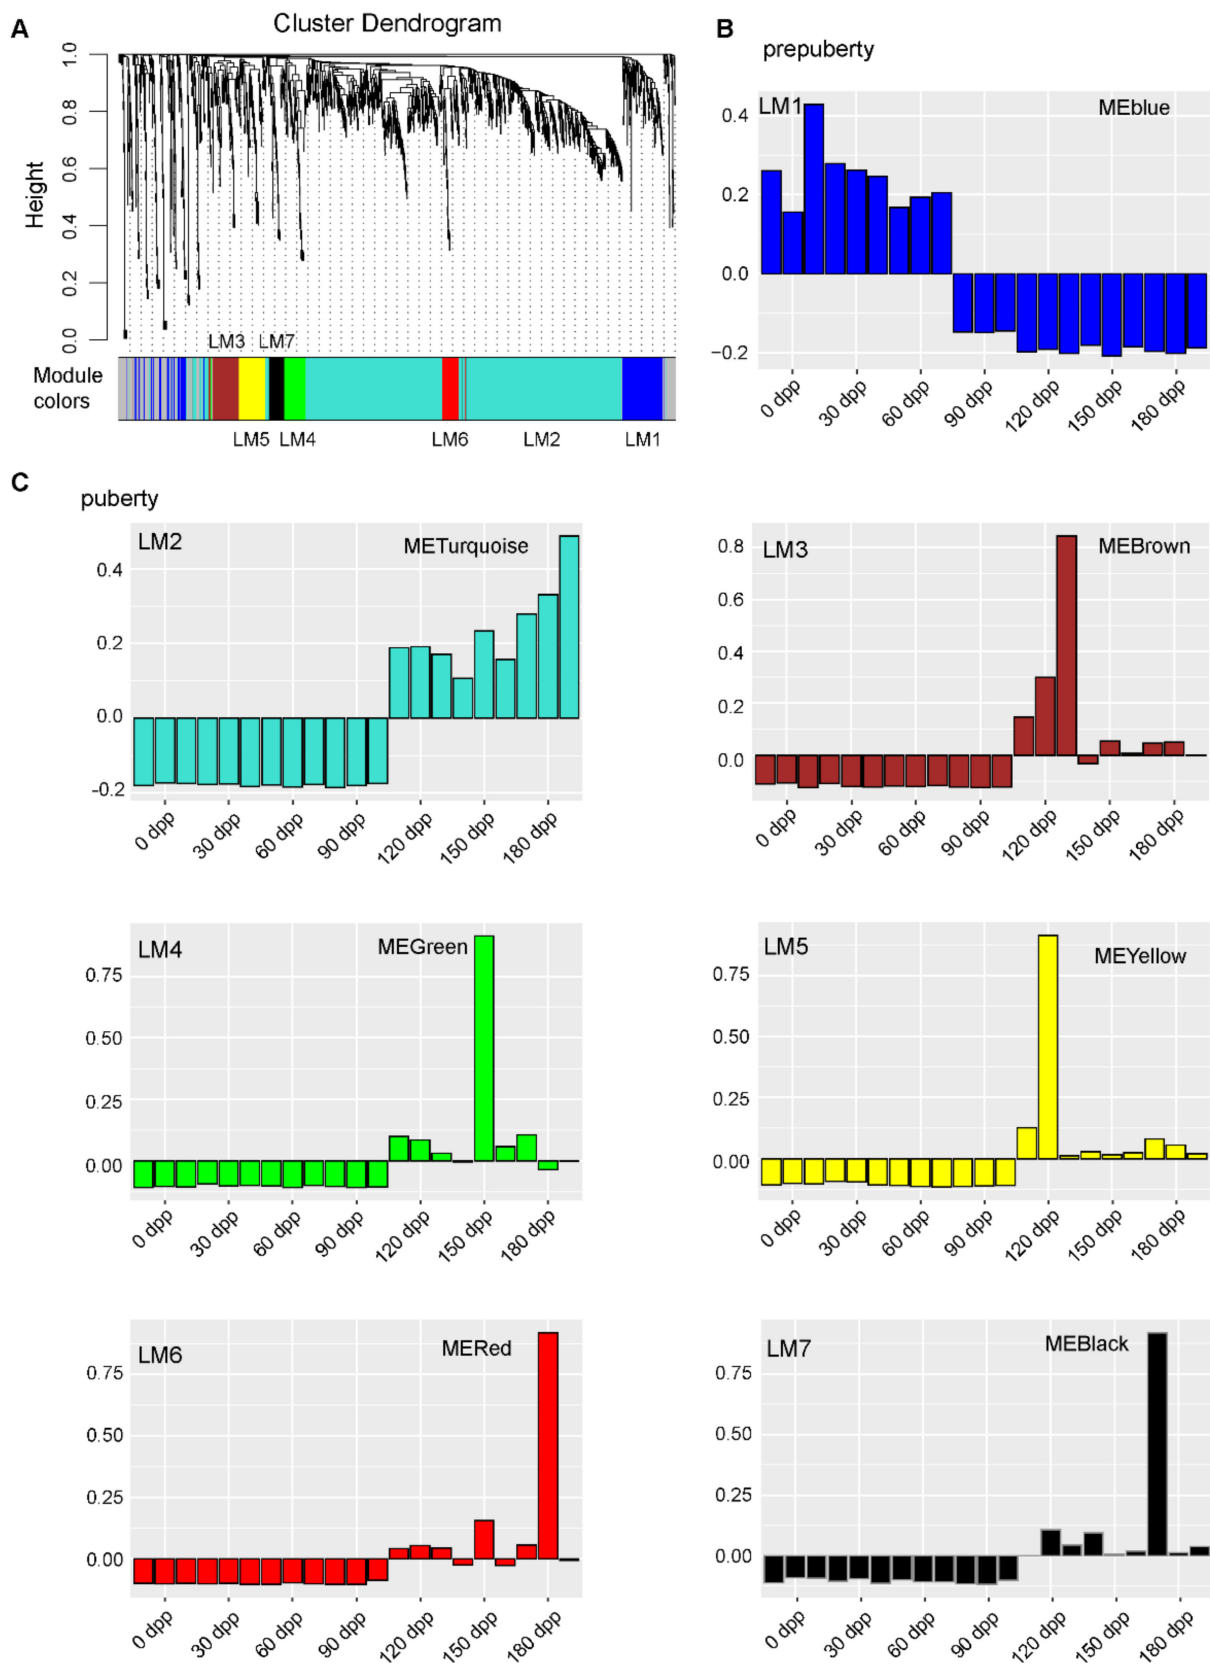 A
Cluster Dendrogram
Height
1.0
0.8
0.6
0.4
0.2
0.0
LM3 LM7
Module
colors
LM5 LM4 LM6 LM2 LM1
B
prepuberty
LM1 MEblue
0.4
0.2
0.0
−0.2
0 dpp 30 dpp 60 dpp 90 dpp 120 dpp 150 dpp 180 dpp
C
puberty
LM2 METurquoise
0.4
0.2
0.0
-0.2
0 dpp 30 dpp 60 dpp 90 dpp 120 dpp 150 dpp 180 dpp
LM3 MEBrown
0.8
0.6
0.4
0.2
0.0
0 dpp 30 dpp 60 dpp 90 dpp 120 dpp 150 dpp 180 dpp
LM4 MEGreen
0.75
0.50
0.25
0.00
0 dpp 30 dpp 60 dpp 90 dpp 120 dpp 150 dpp 180 dpp
LM5 MEYellow
0.75
0.50
0.25
0.00
0 dpp 30 dpp 60 dpp 90 dpp 120 dpp 150 dpp 180 dpp
LM6 MERed
0.75
0.50
0.25
0.00
0 dpp 30 dpp 60 dpp 90 dpp 120 dpp 150 dpp 180 dpp
LM7 MEBlack
0.75
0.50
0.25
0.00
0 dpp 30 dpp 60 dpp 90 dpp 120 dpp 150 dpp 180 dpp